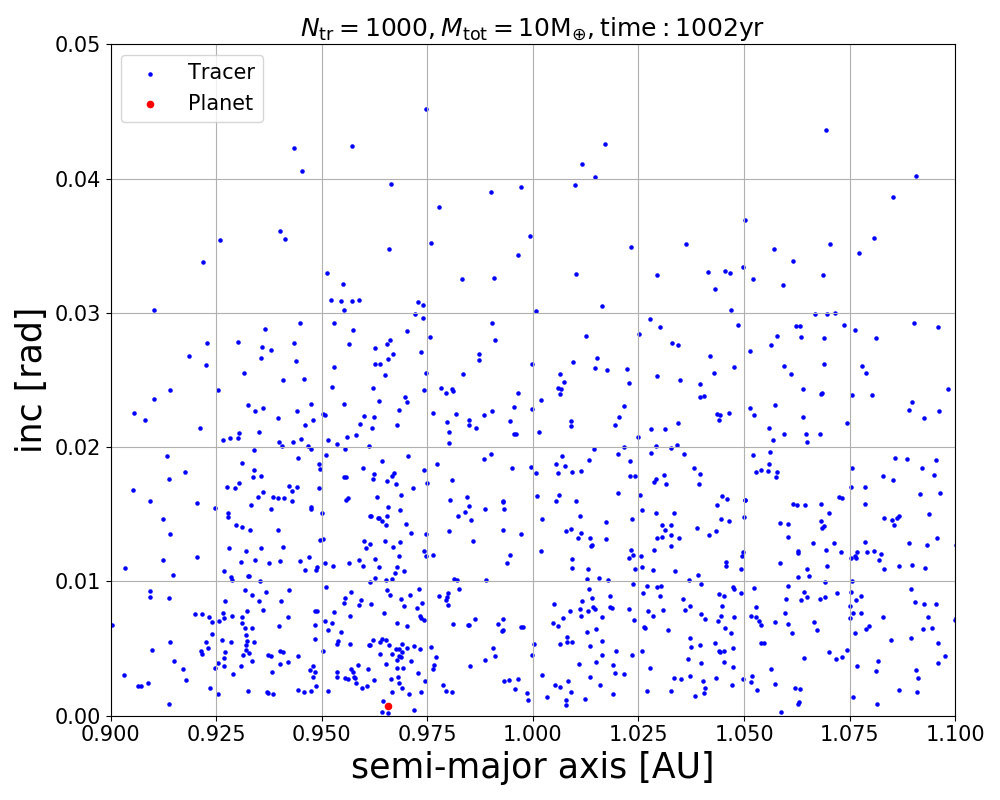 N_tr = 1000, M_tot = 10M_⊕, time : 1002yr
Tracer
Planet
0.05
0.04
0.03
0.02
0.01
0.00
inc [rad]
0.900 0.925 0.950 0.975 1.000 1.025 1.050 1.075 1.100
semi-major axis [AU]